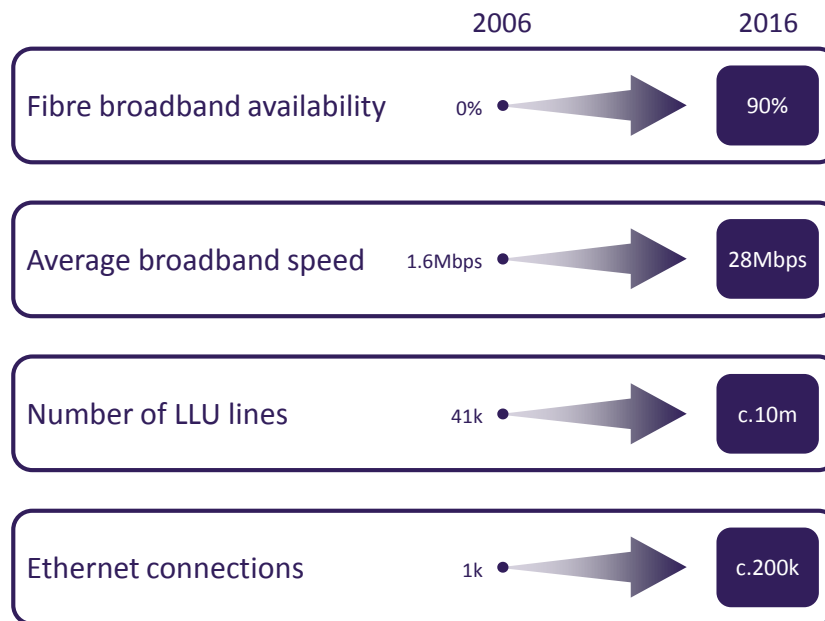 2006 2016
Fibre broadband availability 0% 90%
Average broadband speed 1.6Mbps 28Mbps
Number of LLU lines 41k c.10m
Ethernet connections 1k c.200k